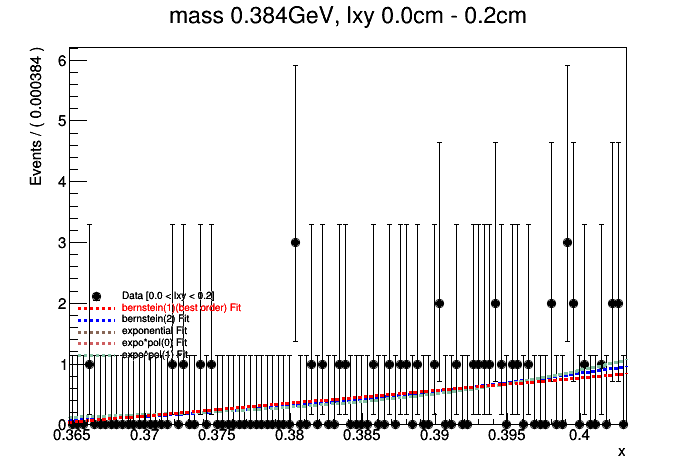 mass 0.384GeV, lxy 0.0cm - 0.2cm
Events / ( 0.000384 )
6
5
4
3
2
1
0
Data [0.0 < lxy < 0.2]
bernstein(1)(best order) Fit
bernstein(2) Fit
exponential Fit
expo*pol(0) Fit
expo*pol(1) Fit
0.365 0.37 0.375 0.38 0.385 0.39 0.395 0.4
x